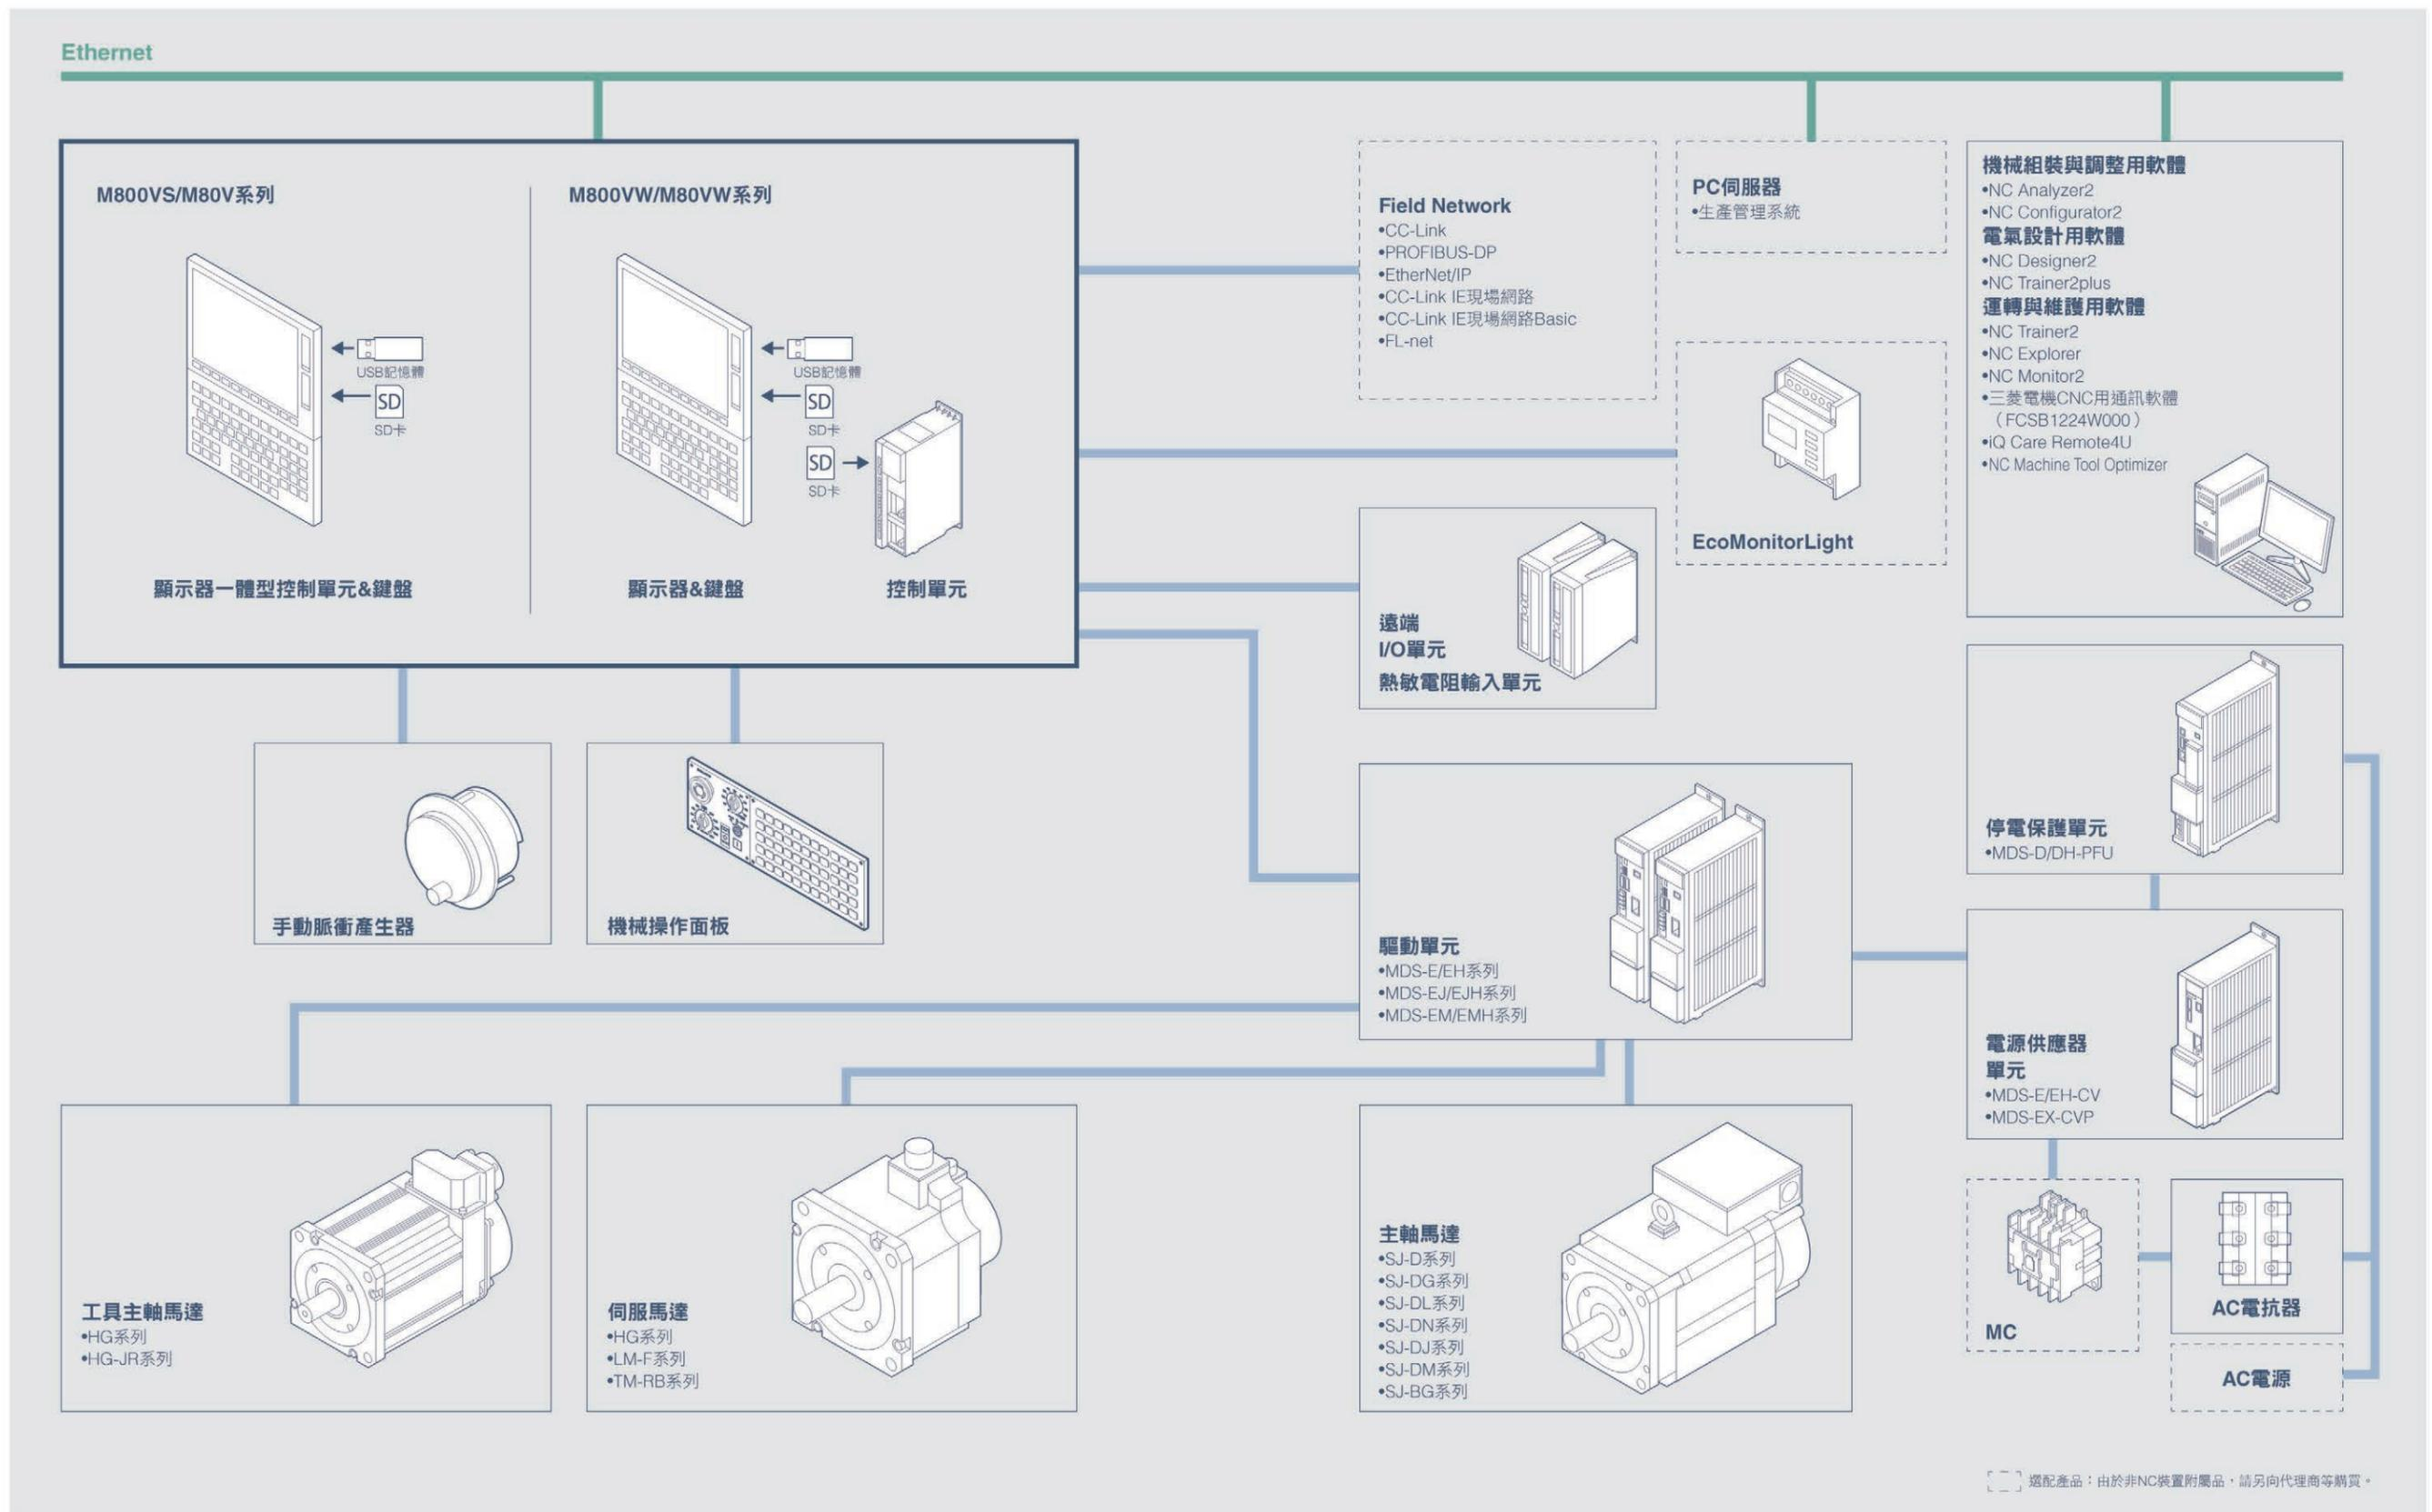 Ethernet
M800VS/M80V系列
USB記憶體
SD
SD卡
顯示器一體型控制單元&鍵盤
M800VW/M80VW系列
USB記憶體
SD
SD卡
SD
SD卡
顯示器&鍵盤
控制單元
Field Network
•CC-Link
•PROFIBUS-DP
•EtherNet/IP
•CC-Link IE現場網路
•CC-Link IE現場網路Basic
•FL-net
PC伺服器
•生產管理系統
EcoMonitorLight
機械組裝與調整用軟體
•NC Analyzer2
•NC Configurator2
電氣設計用軟體
•NC Designer2
•NC Trainer2plus
運轉與維護用軟體
•NC Trainer2
•NC Explorer
•NC Monitor2
•三菱電機CNC用通訊軟體
（FCSB1224W000）
•iQ Care Remote4U
•NC Machine Tool Optimizer
遠端
I/O單元
熱敏電阻輸入單元
手動脈衝產生器
機械操作面板
驅動單元
•MDS-E/EH系列
•MDS-EJ/EJH系列
•MDS-EM/EMH系列
停電保護單元
•MDS-D/DH-PFU
電源供應器
單元
•MDS-E/EH-CV
•MDS-EX-CVP
工具主軸馬達
•HG系列
•HG-JR系列
伺服馬達
•HG系列
•LM-F系列
•TM-RB系列
主軸馬達
•SJ-D系列
•SJ-DG系列
•SJ-DL系列
•SJ-DN系列
•SJ-DJ系列
•SJ-DM系列
•SJ-BG系列
MC
AC電抗器
AC電源
選配產品：由於非NC裝置附屬品，請另向代理商等購買。